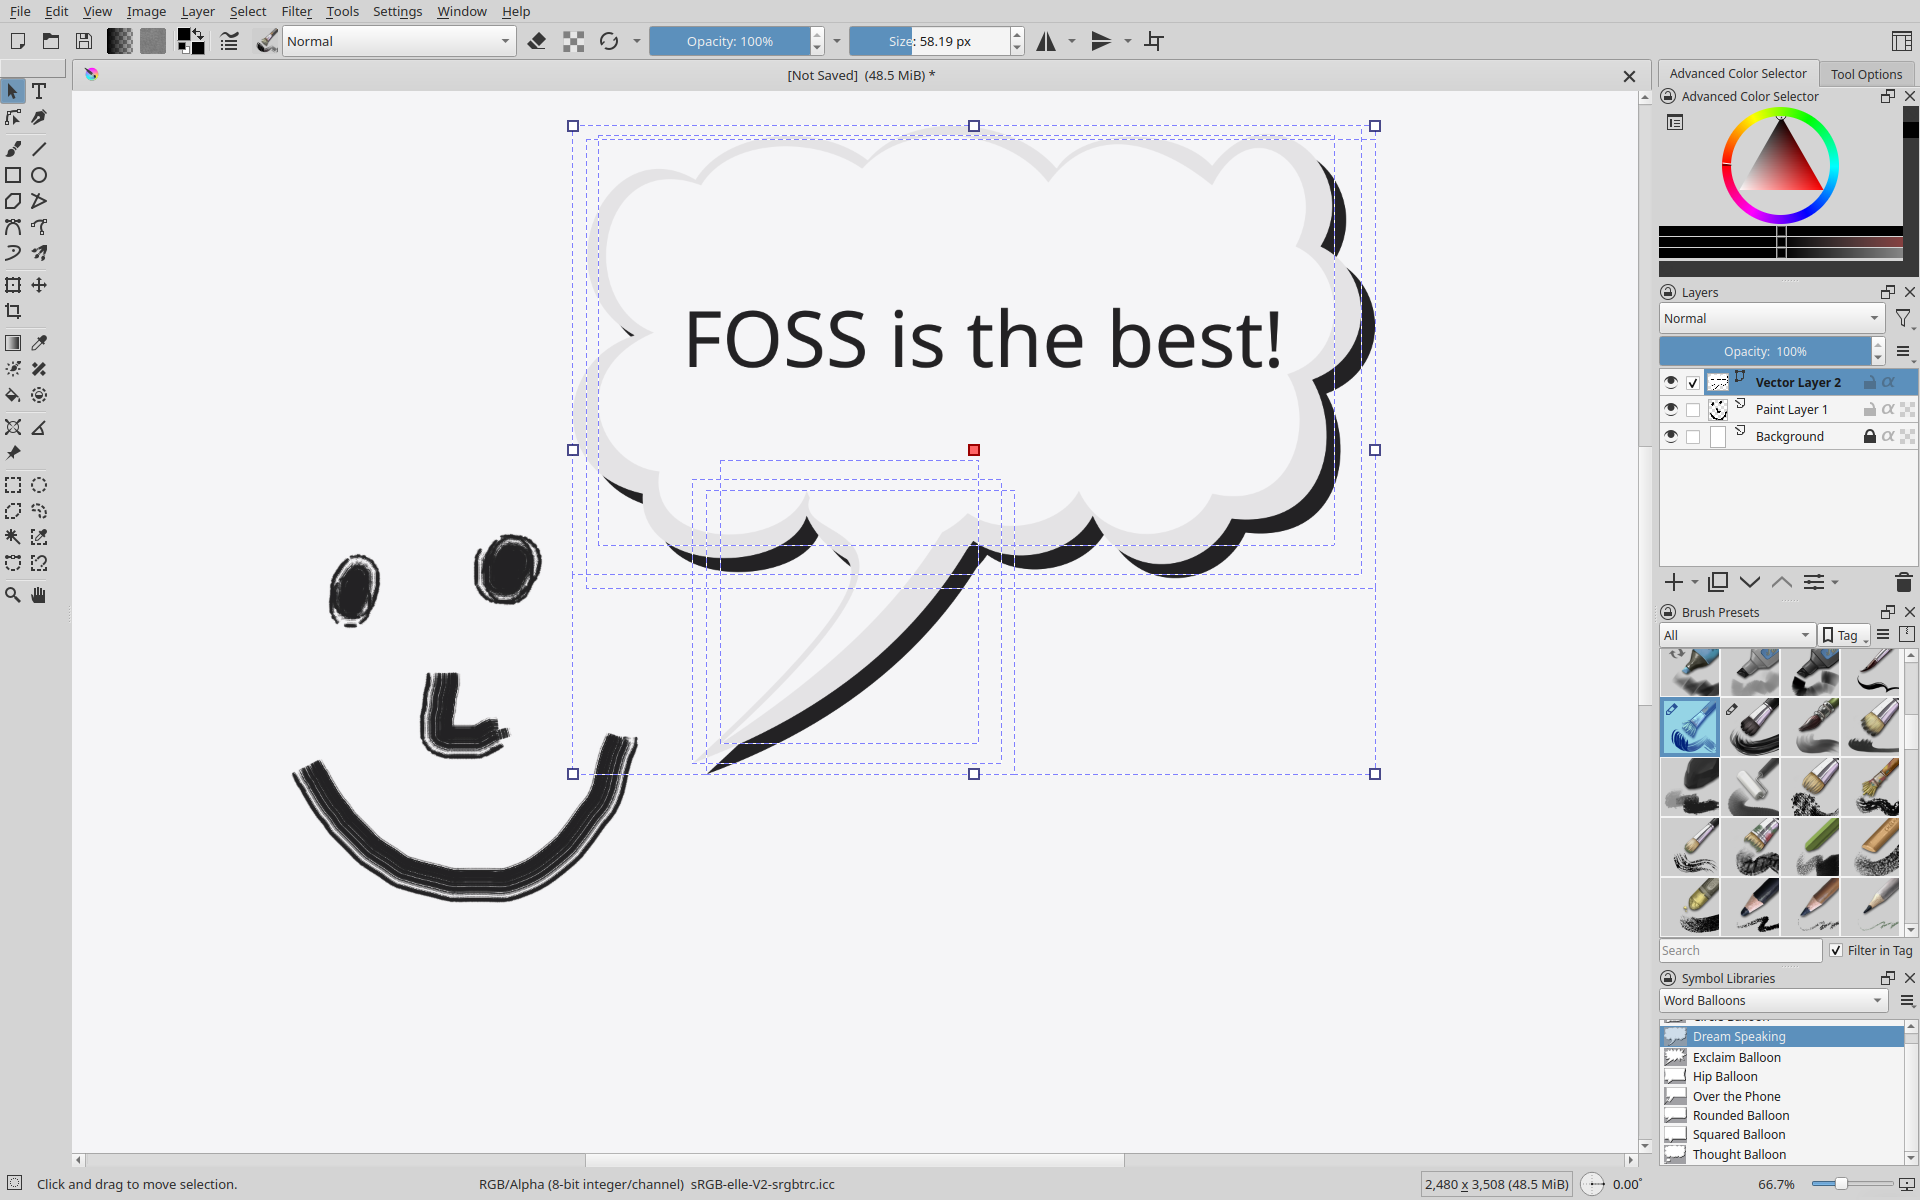 File Edit View Image Layer Select Filter Tools Settings Window Help
Normal
Opacity: 100%
Size: 58.19 px
[Not Saved] (48.5 MiB) *
Advanced Color Selector
Tool Options
Advanced Color Selector
Layers
Normal
Opacity: 100%
Vector Layer 2
Paint Layer 1
Background
FOSS is the best!
Brush Presets
All
Tag
Search
Filter in Tag
Symbol Libraries
Word Balloons
Dream Speaking
Exclaim Balloon
Hip Balloon
Over the Phone
Rounded Balloon
Squared Balloon
Thought Balloon
Click and drag to move selection.
RGB/Alpha (8-bit integer/channel) sRGB-elle-V2-srgbtrc.icc
2,480 x 3,508 (48.5 MiB)
0.00°
66.7%